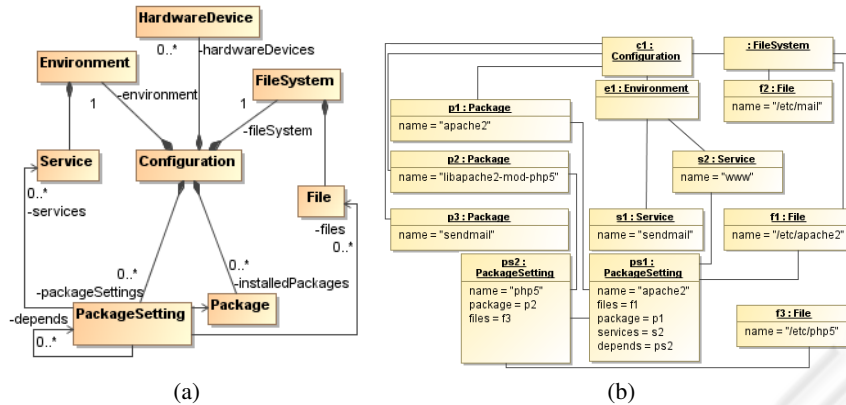 HardwareDevice
0..*
-hardwareDevices
Environment
1
-environment
FileSystem
1
-fileSystem
Service
0..*
-services
Configuration
File
-files
0..*
0..*
-packageSettings
0..*
-installedPackages
PackageSetting
-depends
0..*
Package
(a)
c1 :
Configuration
: FileSystem
e1 : Environment
f2 : File
name = "/etc/mail"
p1 : Package
name = "apache2"
p2 : Package
name = "libapache2-mod-php5"
s2 : Service
name = "www"
p3 : Package
name = "sendmail"
s1 : Service
name = "sendmail"
f1 : File
name = "/etc/apache2"
ps2 :
PackageSetting
name = "php5"
package = p2
files = f3
ps1 :
PackageSetting
name = "apache2"
files = f1
package = p1
services = s2
depends = ps2
f3 : File
name = "/etc/php5"
(b)